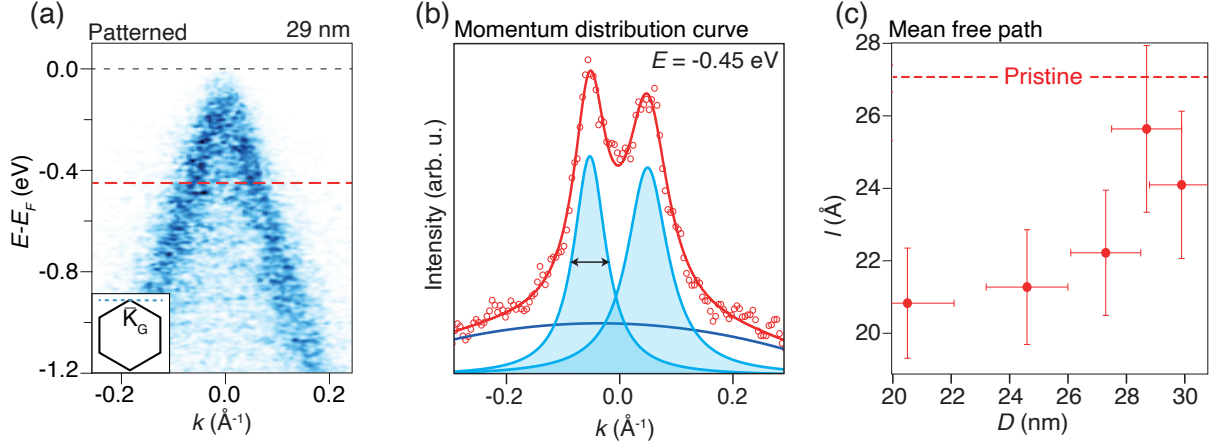 (a) Patterned 29 nm
0.0
-0.4
-0.8
-1.2
E-E_F (eV)
K̅_G
-0.2 0.0 0.2
k (Å⁻¹)
(b) Momentum distribution curve
E = -0.45 eV
Intensity (arb. u.)
-0.2 0.0 0.2
k (Å⁻¹)
(c) Mean free path
28
26
24
22
20
l (Å)
Pristine
20 22 24 26 28 30
D (nm)